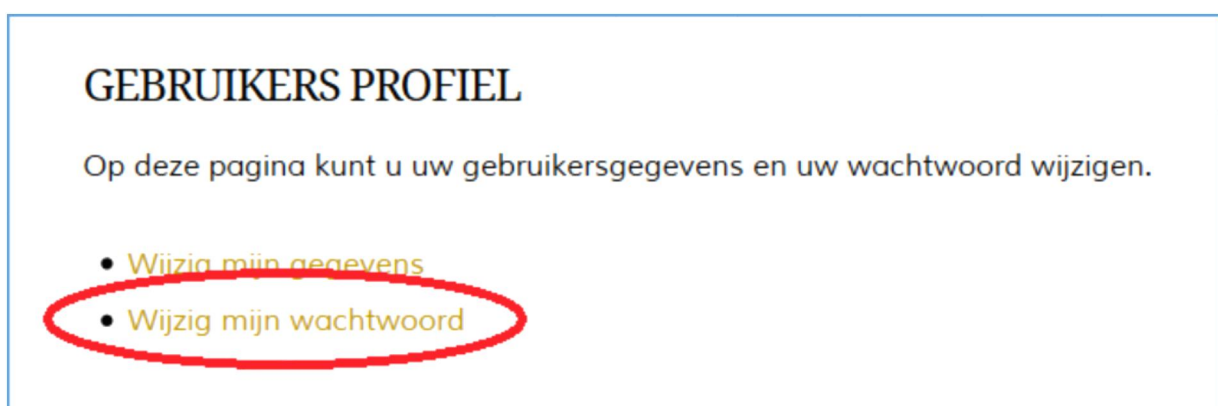 GEBRUIKERS PROFIEL
Op deze pagina kunt u uw gebruikersgegevens en uw wachtwoord wijzigen.
• Wijzig mijn gegevens
• Wijzig mijn wachtwoord